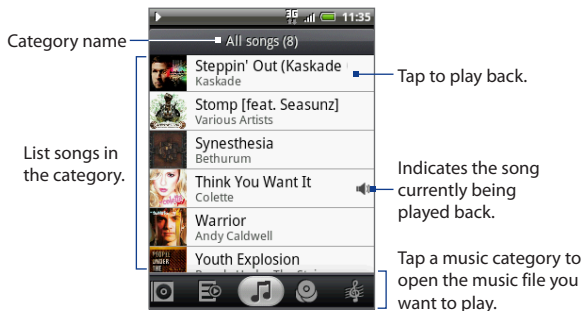 3G 11:35
Category name
All songs (8)
Steppin' Out (Kaskade
Kaskade
Tap to play back.
Stomp [feat. Seasunz]
Various Artists
List songs in
the category.
Synesthesia
Bethurum
Think You Want It
Colette
Indicates the song
currently being
played back.
Warrior
Andy Caldwell
Youth Explosion
Tap a music category to
open the music file you
want to play.